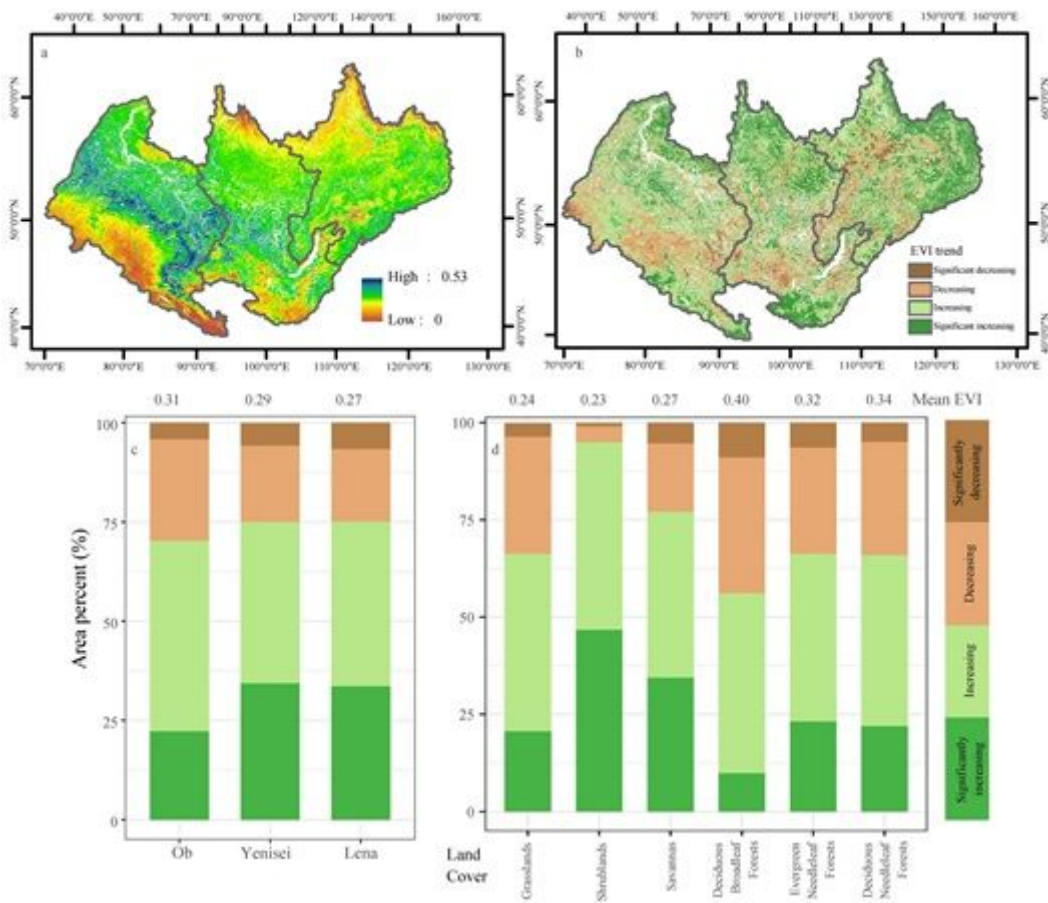 40°0'0"E 50°0'0"E 70°0'0"E 90°0'0"E 110°0'0"E 120°0'0"E 140°0'0"E 160°0'0"E
40°0'0"E 50°0'0"E 70°0'0"E 90°0'0"E 110°0'0"E 120°0'0"E 150°0'0"E 160°0'0"E
a
b
60°0'0"N
60°0'0"N
60°0'0"N
60°0'0"N
50°0'0"N
50°0'0"N
50°0'0"N
50°0'0"N
40°0'0"N
40°0'0"N
40°0'0"N
High : 0.53
Low : 0
EVI trend
Significant decreasing
Decreasing
Increasing
Significant increasing
70°0'0"E 80°0'0"E 90°0'0"E 100°0'0"E 110°0'0"E 120°0'0"E 130°0'0"E
70°0'0"E 80°0'0"E 90°0'0"E 100°0'0"E 110°0'0"E 120°0'0"E 130°0'0"E
0.31 0.29 0.27
0.24 0.23 0.27 0.40 0.32 0.34 Mean EVI
c
d
Area percent (%)
100
75
50
25
0
100
75
50
25
0
Significantly
decreasing
Decreasing
Increasing
Significantly
increasing
Ob Yenisei Lena
Land
Cover
Grasslands
Shrublands
Savannas
Deciduous
Broadleaf
Forests
Evergreen
Needleleaf
Forests
Deciduous
Needleleaf
Forests